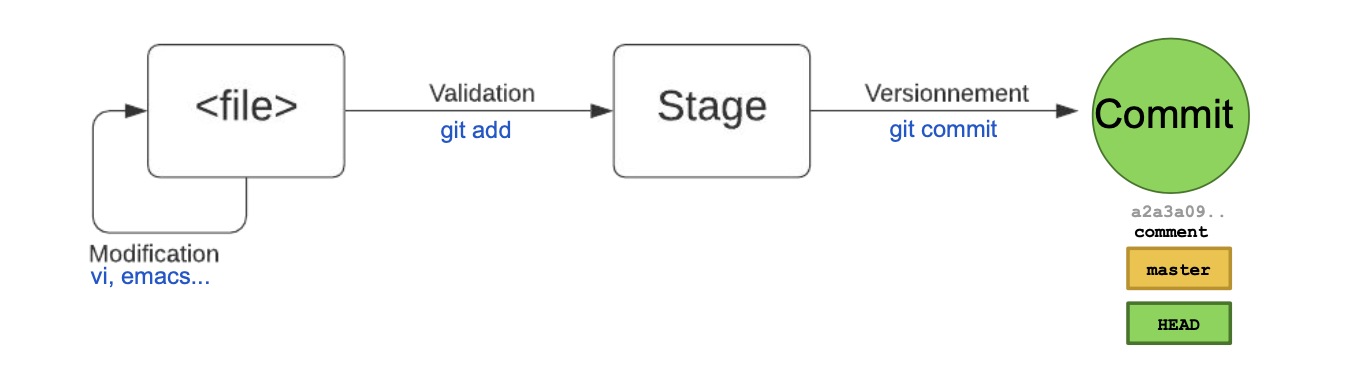 <file>
Validation
git add
Stage
Versionnement
git commit
Commit
a2a3a09..
comment
master
HEAD
Modification
vi, emacs...